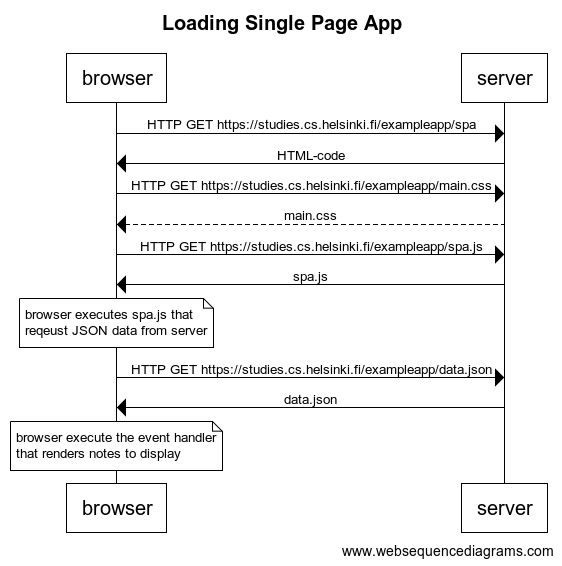 Loading Single Page App
browser
server
HTTP GET https://studies.cs.helsinki.fi/exampleapp/spa
HTML-code
HTTP GET https://studies.cs.helsinki.fi/exampleapp/main.css
main.css
HTTP GET https://studies.cs.helsinki.fi/exampleapp/spa.js
spa.js
browser executes spa.js that
reqeust JSON data from server
HTTP GET https://studies.cs.helsinki.fi/exampleapp/data.json
data.json
browser execute the event handler
that renders notes to display
browser
server
www.websequencediagrams.com